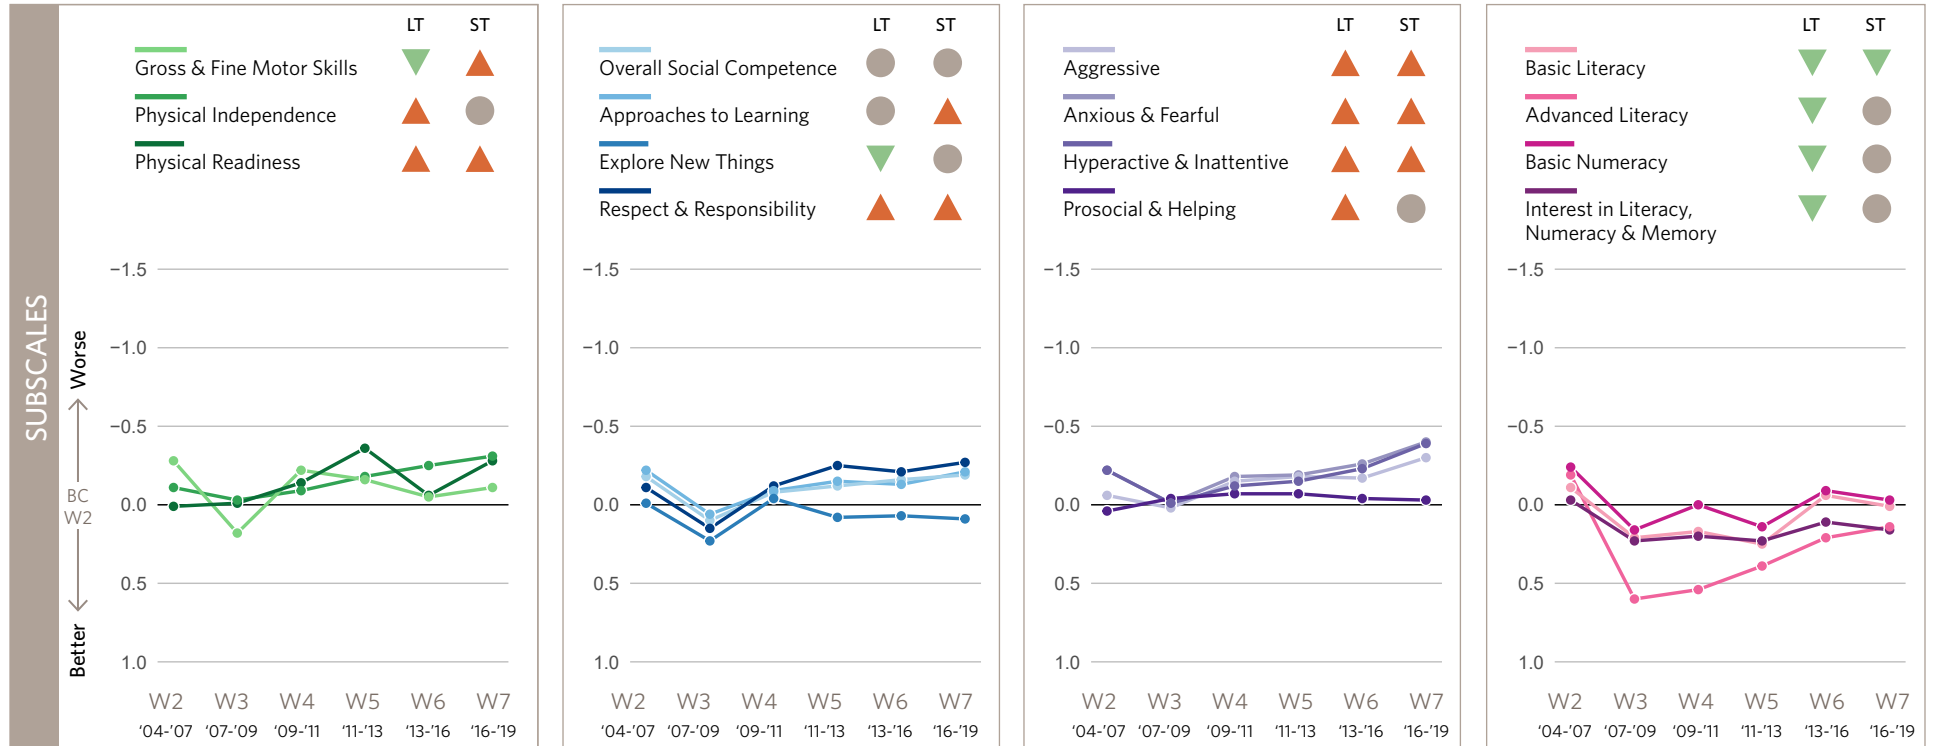 SUBSCALES
Worse
BC
W2
Better
LT ST
Gross & Fine Motor Skills
Physical Independence
Physical Readiness
−1.5
−1.0
−0.5
0.0
0.5
1.0
W2 W3 W4 W5 W6 W7
‘04-’07 ‘07-’09 ‘09-’11 ‘11-’13 ‘13-’16 ‘16-’19
LT ST
Overall Social Competence
Approaches to Learning
Explore New Things
Respect & Responsibility
−1.5
−1.0
−0.5
0.0
0.5
1.0
W2 W3 W4 W5 W6 W7
‘04-’07 ‘07-’09 ‘09-’11 ‘11-’13 ‘13-’16 ‘16-’19
LT ST
Aggressive
Anxious & Fearful
Hyperactive & Inattentive
Prosocial & Helping
−1.5
−1.0
−0.5
0.0
0.5
1.0
W2 W3 W4 W5 W6 W7
‘04-’07 ‘07-’09 ‘09-’11 ‘11-’13 ‘13-’16 ‘16-’19
LT ST
Basic Literacy
Advanced Literacy
Basic Numeracy
Interest in Literacy,
Numeracy & Memory
−1.5
−1.0
−0.5
0.0
0.5
1.0
W2 W3 W4 W5 W6 W7
‘04-’07 ‘07-’09 ‘09-’11 ‘11-’13 ‘13-’16 ‘16-’19